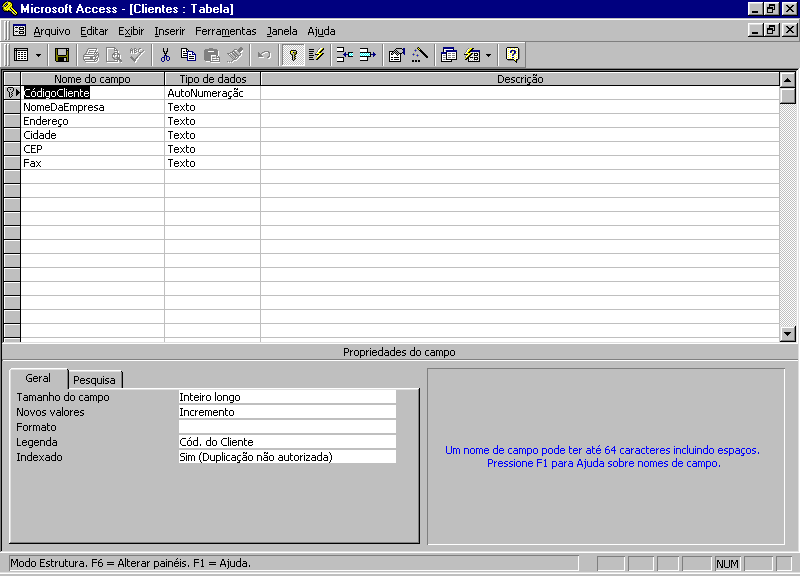 Microsoft Access - [Clientes : Tabela]
Arquivo Editar Exibir Inserir Ferramentas Janela Ajuda
Nome do campo Tipo de dados Descrição
CódigoCliente AutoNumeraçãc
NomeDaEmpresa Texto
Endereço Texto
Cidade Texto
CEP Texto
Fax Texto
Propriedades do campo
Geral Pesquisa
Tamanho do campo Inteiro longo
Novos valores Incremento
Formato
Legenda Cód. do Cliente
Indexado Sim (Duplicação não autorizada)
Um nome de campo pode ter até 64 caracteres incluindo espaços.
Pressione F1 para Ajuda sobre nomes de campo.
Modo Estrutura. F6 = Alterar painéis. F1 = Ajuda. NUM